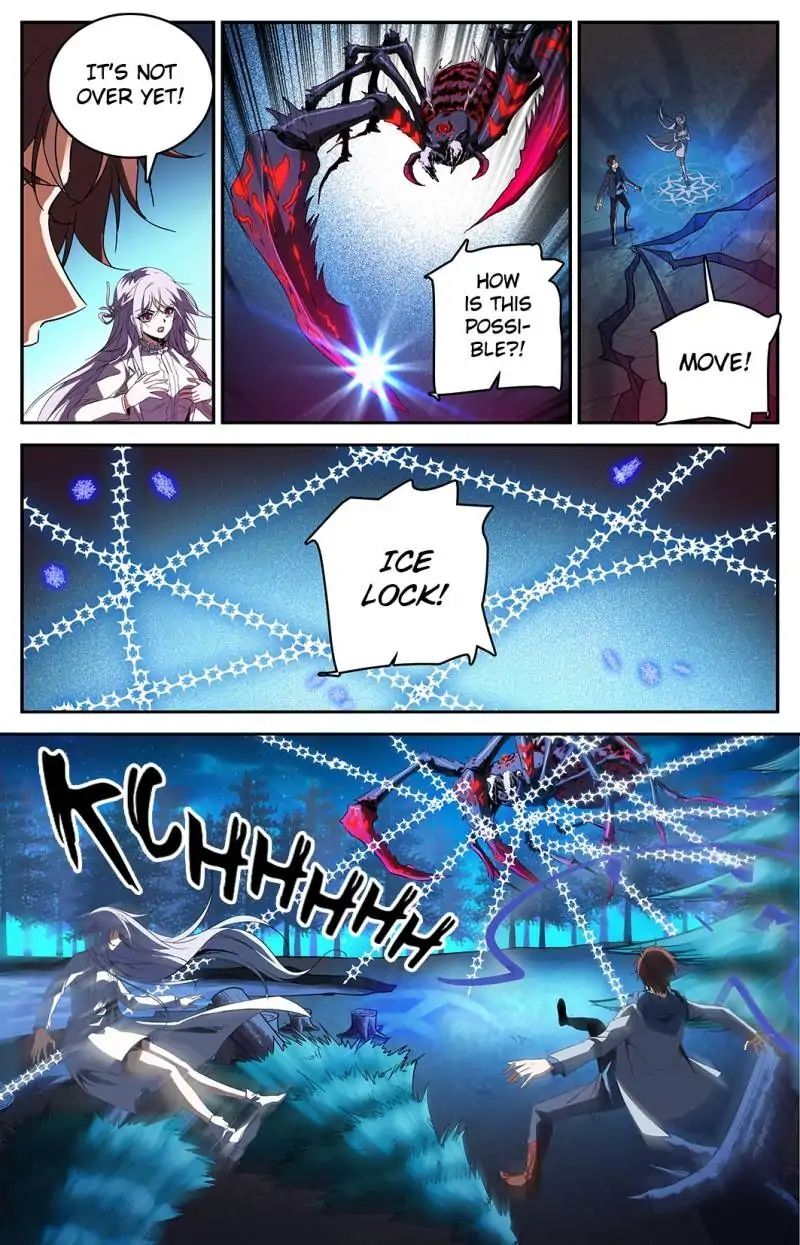 IT'S NOT
OVER YET!
HOW
IS THIS
POSSI-
BLE?!
MOVE!
ICE
LOCK!
KCHHHHHH